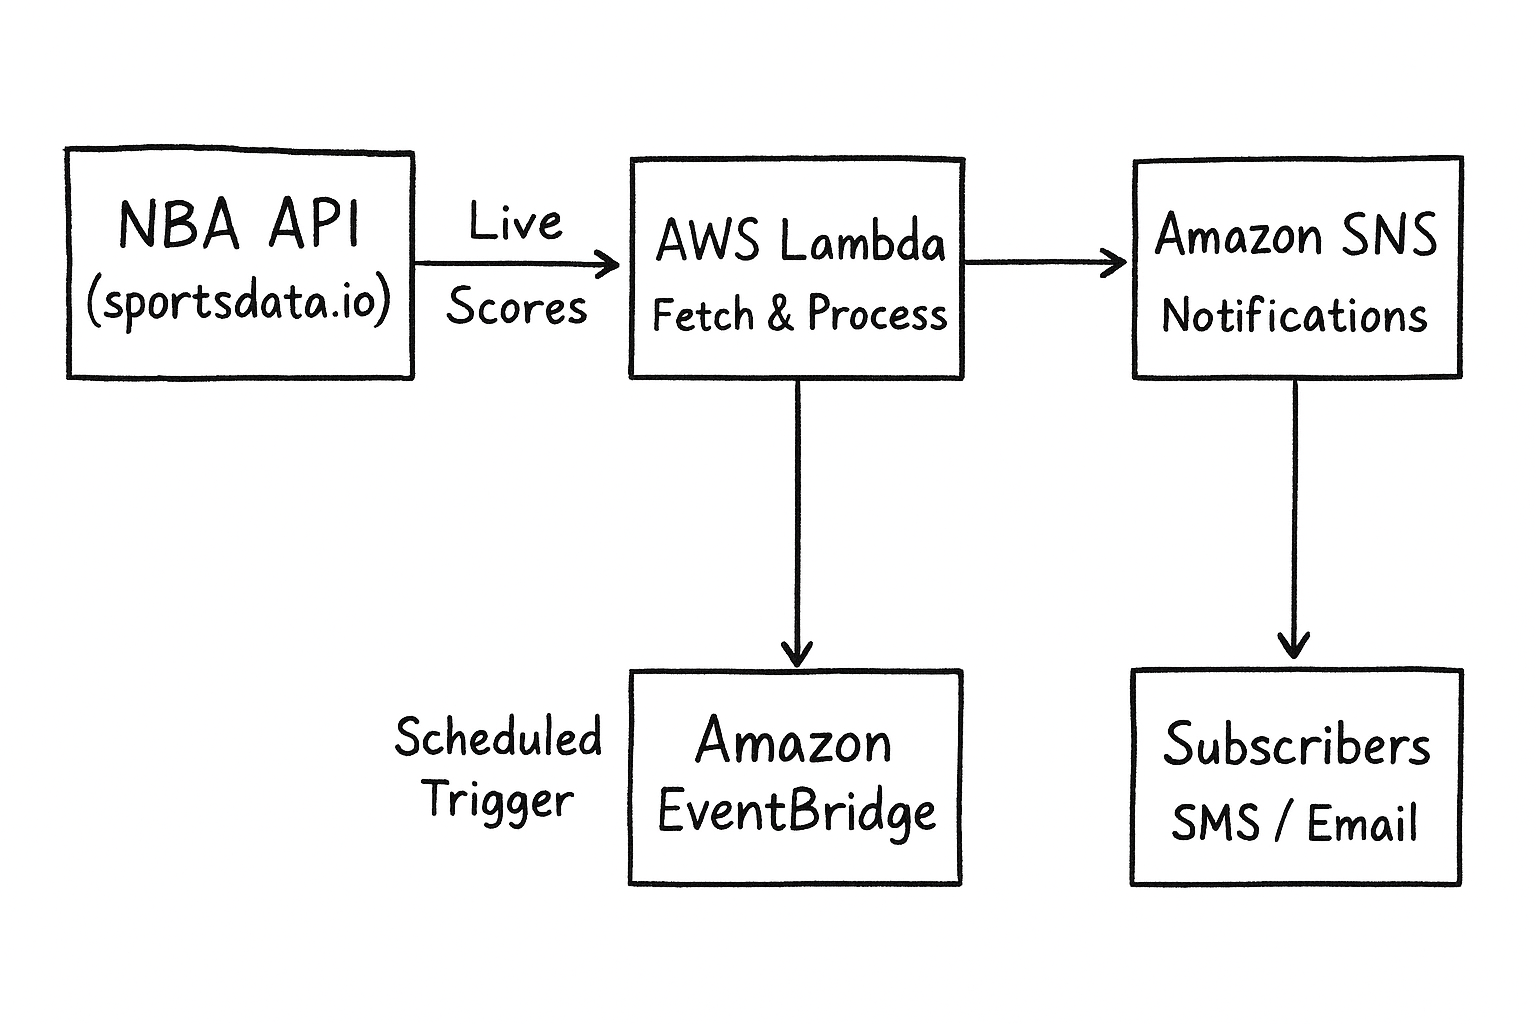 NBA API
(sportsdata.io)
Live
Scores
AWS Lambda
Fetch & Process
Amazon SNS
Notifications
Scheduled
Trigger
Amazon
EventBridge
Subscribers
SMS / Email